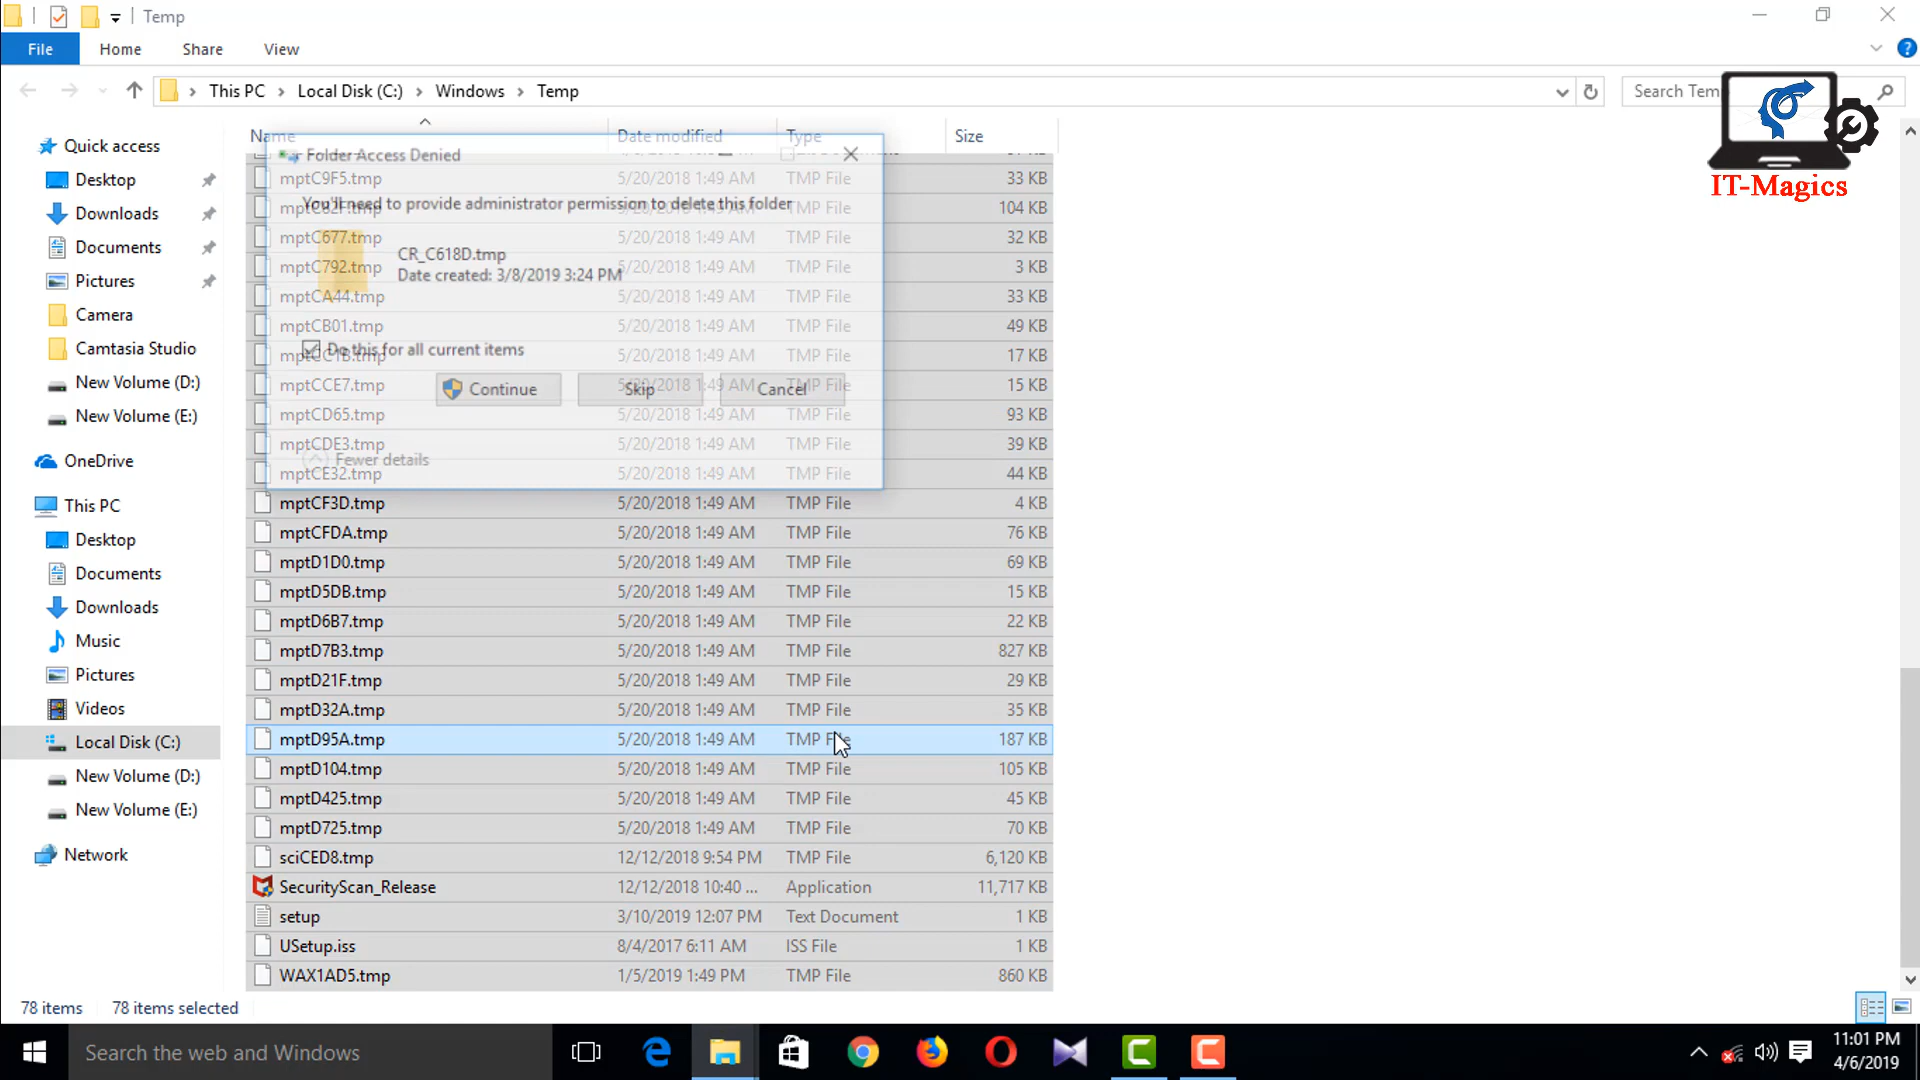 Temp
File Home Share View
This PC Local Disk (C:) Windows Temp
Search Tem
IT-Magics
Name Date modified Type Size
Quick access
Desktop
Downloads
Documents
Pictures
Camera
Camtasia Studio
New Volume (D:)
New Volume (E:)
OneDrive
This PC
Desktop
Documents
Downloads
Music
Pictures
Videos
Local Disk (C:)
New Volume (D:)
New Volume (E:)
Network
Folder Access Denied
You'll need to provide administrator permission to delete this folder
CR_C618D.tmp
Date created: 3/8/2019 3:24 PM
Do this for all current items
Continue Skip Cancel
Fewer details
mptC9F5.tmp 5/20/2018 1:49 AM TMP File 33 KB
5/20/2018 1:49 AM TMP File 104 KB
mptC677.tmp 5/20/2018 1:49 AM TMP File 32 KB
mptC792.tmp 5/20/2018 1:49 AM TMP File 3 KB
mptCA44.tmp 5/20/2018 1:49 AM TMP File 33 KB
mptCB01.tmp 5/20/2018 1:49 AM TMP File 49 KB
mptCC1B.tmp 5/20/2018 1:49 AM TMP File 17 KB
mptCCE7.tmp 5/20/2018 1:49 AM TMP File 15 KB
mptCD65.tmp 5/20/2018 1:49 AM TMP File 93 KB
mptCDE3.tmp 5/20/2018 1:49 AM TMP File 39 KB
mptCE32.tmp 5/20/2018 1:49 AM TMP File 44 KB
mptCF3D.tmp 5/20/2018 1:49 AM TMP File 4 KB
mptCFDA.tmp 5/20/2018 1:49 AM TMP File 76 KB
mptD1D0.tmp 5/20/2018 1:49 AM TMP File 69 KB
mptD5DB.tmp 5/20/2018 1:49 AM TMP File 15 KB
mptD6B7.tmp 5/20/2018 1:49 AM TMP File 22 KB
mptD7B3.tmp 5/20/2018 1:49 AM TMP File 827 KB
mptD21F.tmp 5/20/2018 1:49 AM TMP File 29 KB
mptD32A.tmp 5/20/2018 1:49 AM TMP File 35 KB
mptD95A.tmp 5/20/2018 1:49 AM TMP File 187 KB
mptD104.tmp 5/20/2018 1:49 AM TMP File 105 KB
mptD425.tmp 5/20/2018 1:49 AM TMP File 45 KB
mptD725.tmp 5/20/2018 1:49 AM TMP File 70 KB
sciCED8.tmp 12/12/2018 9:54 PM TMP File 6,120 KB
SecurityScan_Release 12/12/2018 10:40 ... Application 11,717 KB
setup 3/10/2019 12:07 PM Text Document 1 KB
USetup.iss 8/4/2017 6:11 AM ISS File 1 KB
WAX1AD5.tmp 1/5/2019 1:49 PM TMP File 860 KB
78 items 78 items selected
Search the web and Windows
11:01 PM
4/6/2019